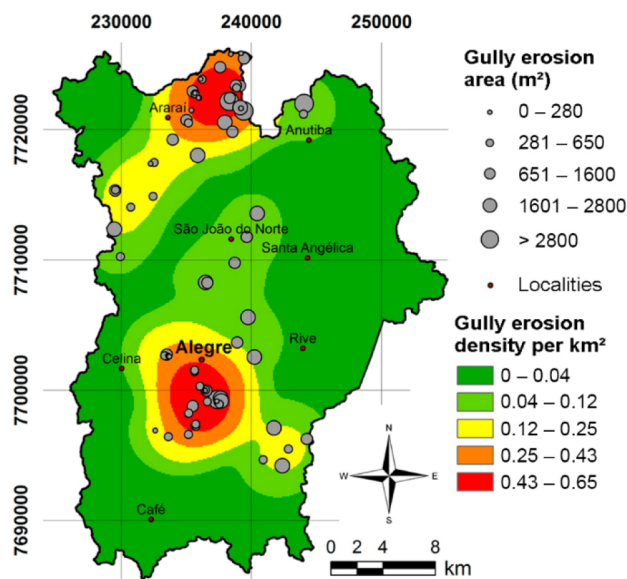 230000 240000 250000
7720000
7710000
7700000
7690000
Araraí
Anutiba
São João do Norte
Santa Angélica
Alegre
Rive
Celina
Café
N
W E
S
0 2 4 8
km
Gully erosion
area (m²)
0 – 280
281 – 650
651 – 1600
1601 – 2800
> 2800
Localities
Gully erosion
density per km²
0 – 0.04
0.04 – 0.12
0.12 – 0.25
0.25 – 0.43
0.43 – 0.65